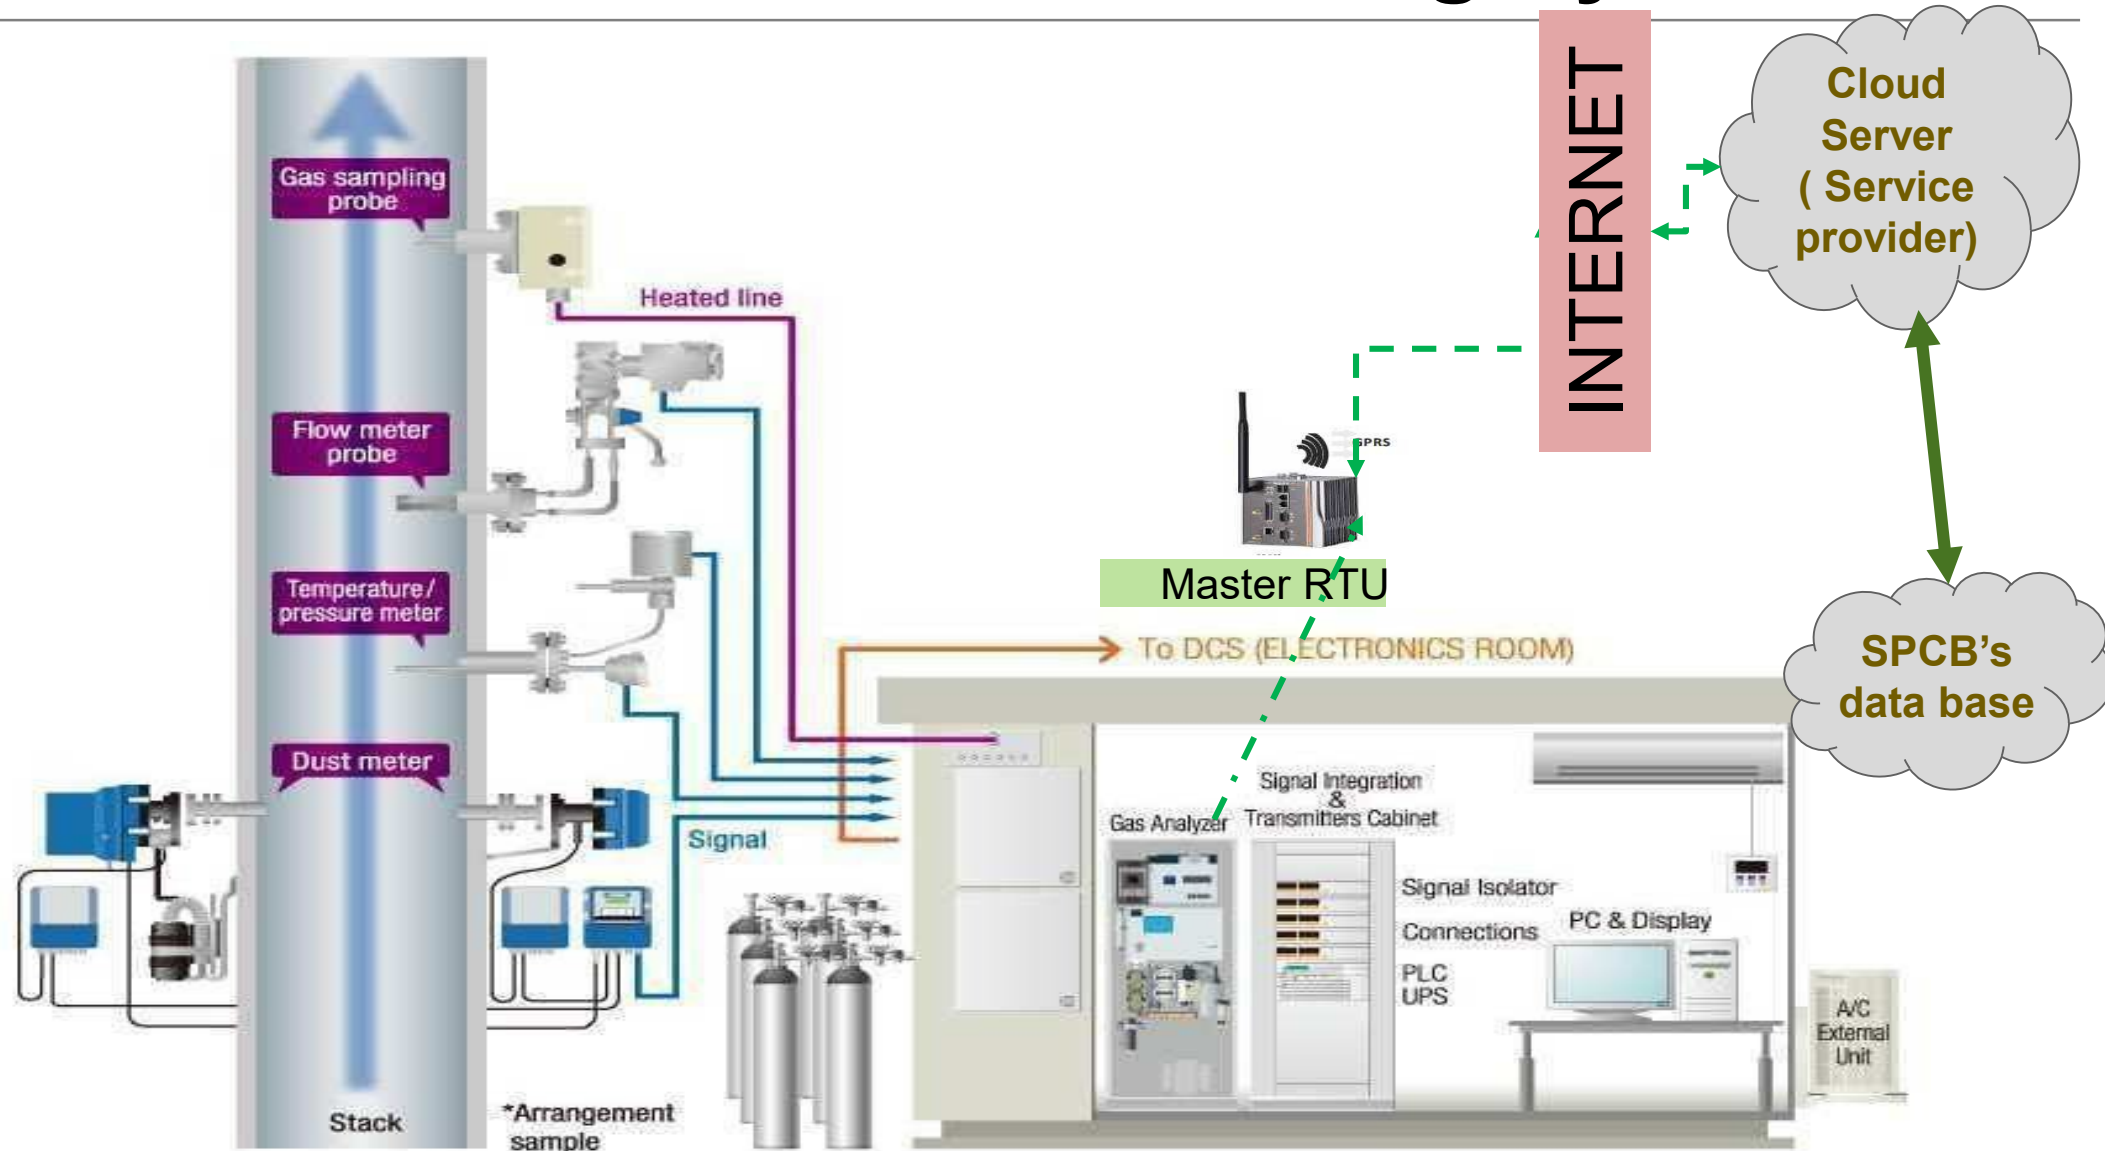 INTERNET
Cloud
Server
( Service
provider)
Gas sampling
probe
Heated line
Flow meter
probe
GPRS
Master RTU
Temperature/
pressure meter
To DCS (ELECTRONICS ROOM)
SPCB's
data base
Dust meter
Signal
Signal Integration
&
Transmitters Cabinet
Gas Analyzer
Signal Isolator
Connections
PC & Display
PLC
UPS
A/C
External
Unit
Stack
*Arrangement
sample